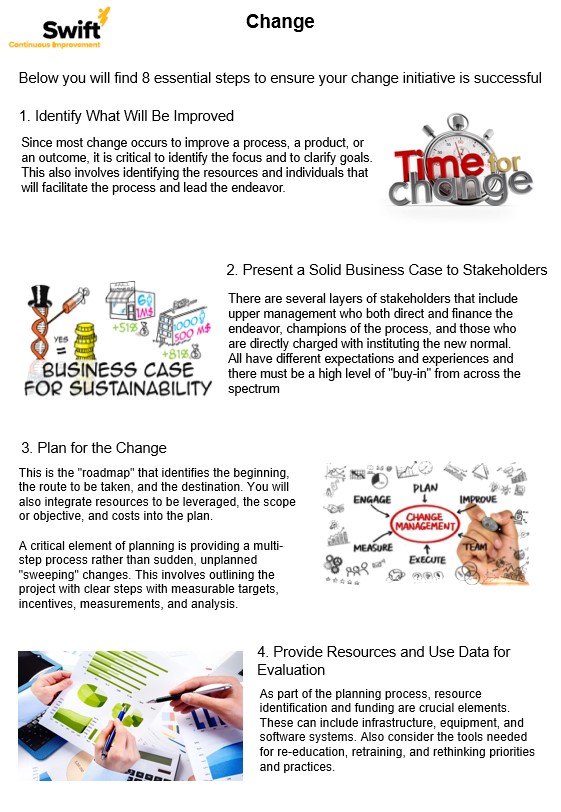 Swift
Continuous Improvement
Change
Below you will find 8 essential steps to ensure your change initiative is successful
1. Identify What Will Be Improved
Since most change occurs to improve a process, a product, or
an outcome, it is critical to identify the focus and to clarify goals.
This also involves identifying the resources and individuals that
will facilitate the process and lead the endeavor.
Time for
change
2. Present a Solid Business Case to Stakeholders
There are several layers of stakeholders that include
upper management who both direct and finance the
endeavor, champions of the process, and those who
are directly charged with instituting the new normal.
All have different expectations and experiences and
there must be a high level of "buy-in" from across the
spectrum
YES
=
+51%
1000
500 M$
+81%
BUSINESS CASE
FOR SUSTAINABILITY
3. Plan for the Change
This is the "roadmap" that identifies the beginning,
the route to be taken, and the destination. You will
also integrate resources to be leveraged, the scope
or objective, and costs into the plan.
A critical element of planning is providing a multi-
step process rather than sudden, unplanned
"sweeping" changes. This involves outlining the
project with clear steps with measurable targets,
incentives, measurements, and analysis.
PLAN
ENGAGE
IMPROVE
CHANGE
MANAGEMENT
MEASURE
TEAM
EXECUTE
4. Provide Resources and Use Data for
Evaluation
As part of the planning process, resource
identification and funding are crucial elements.
These can include infrastructure, equipment, and
software systems. Also consider the tools needed
for re-education, retraining, and rethinking priorities
and practices.